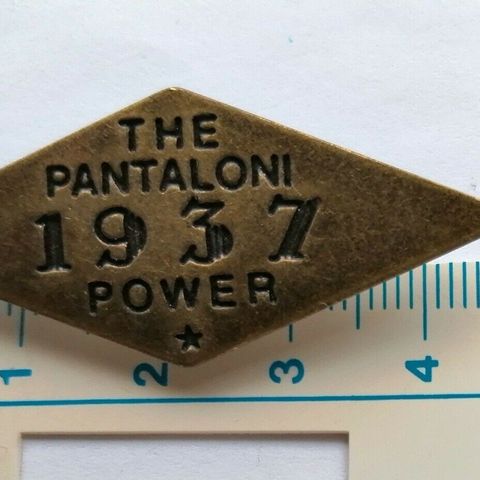 THE
PANTALONI
1937
POWER
1 2 3 4